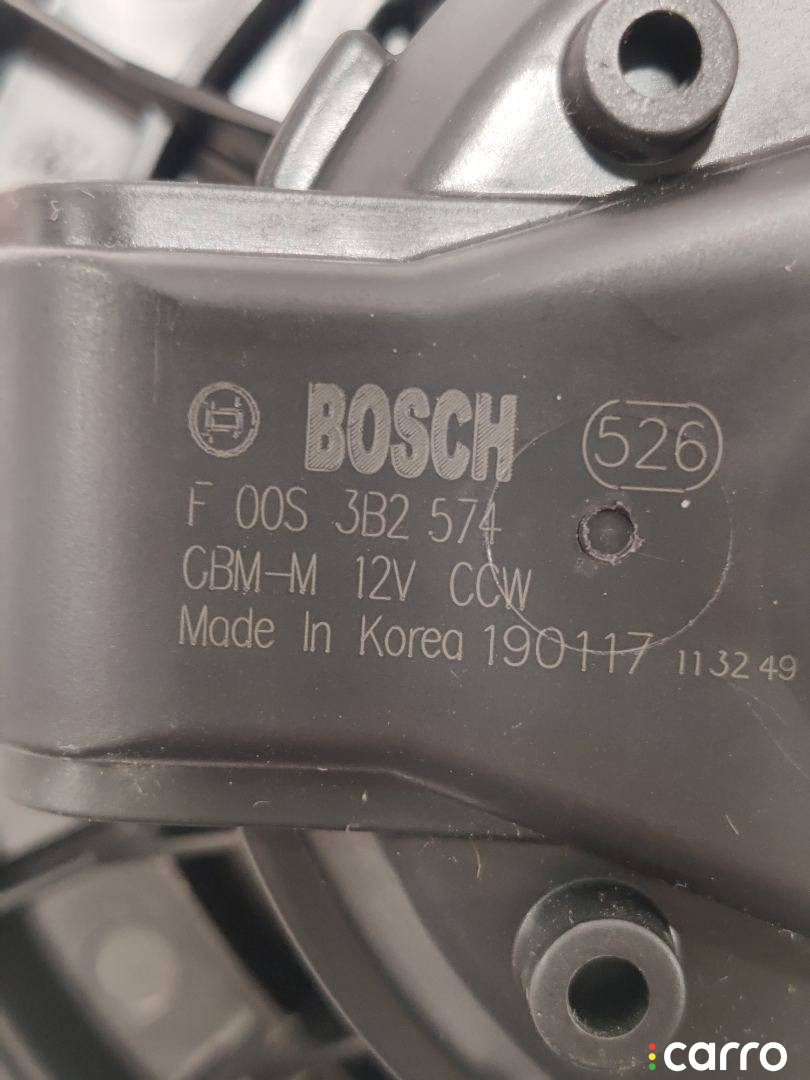 BOSCH 526
F 00S 3B2 574
CBM-M 12V CCW
Made In Korea 190117 113249
carro